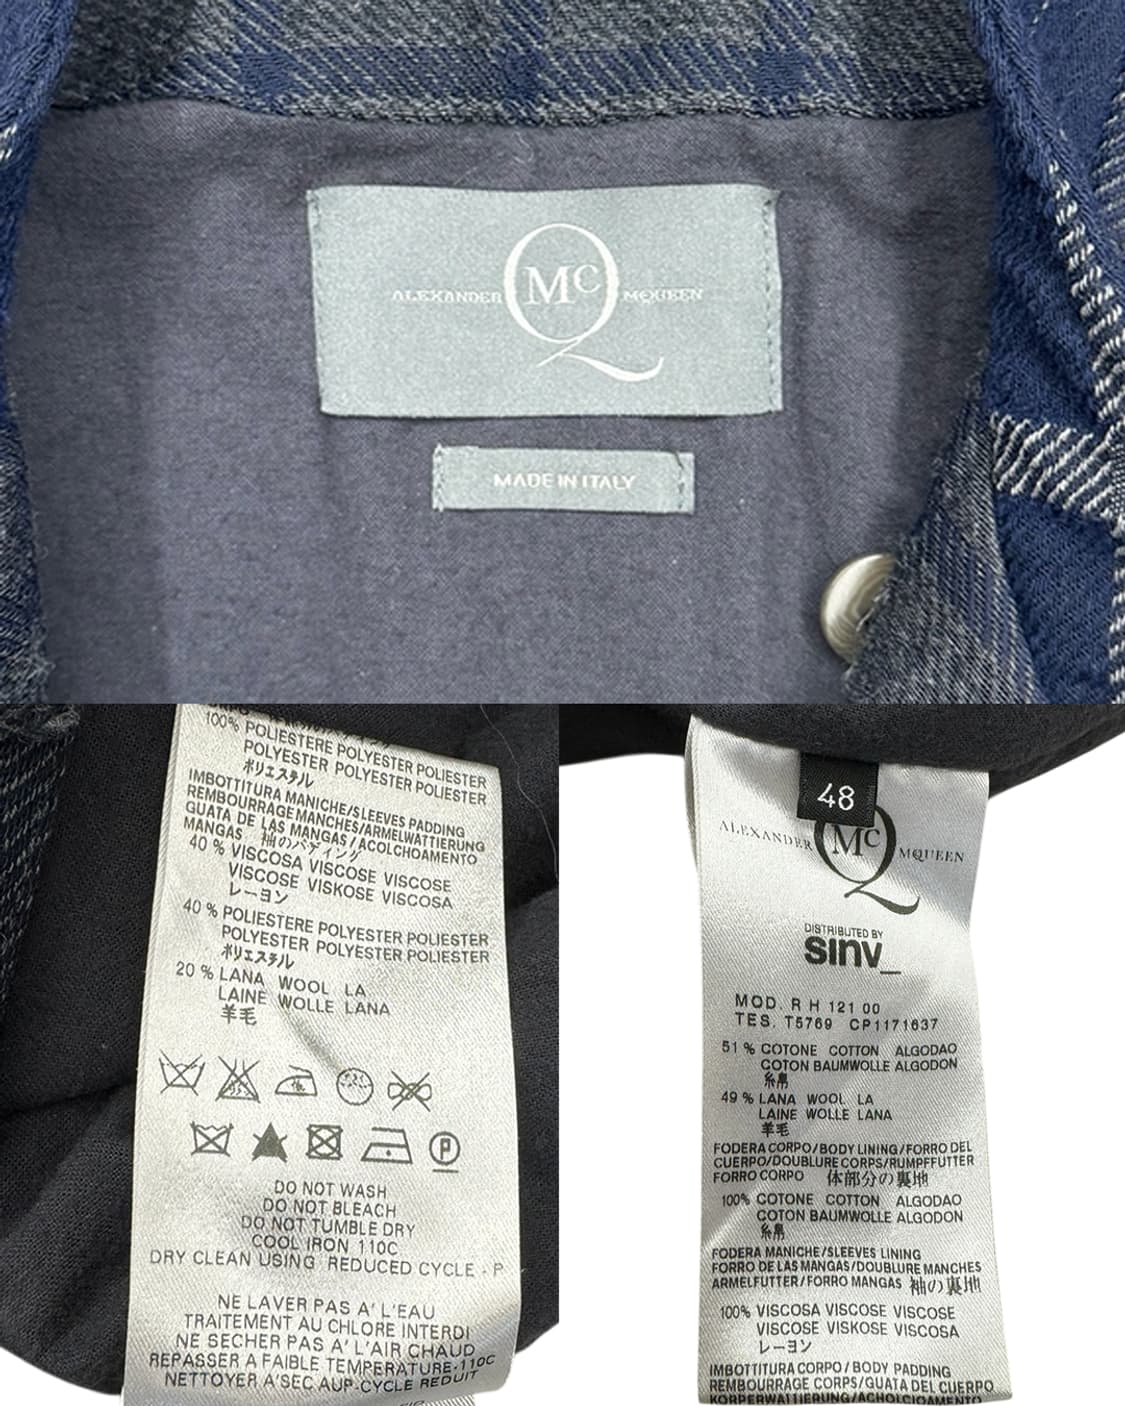 ALEXANDER McQ MCQUEEN
MADE IN ITALY
100% POLIESTERE POLYESTER POLIESTER
POLYESTER POLYESTER POLIESTER
ポリエステル
IMBOTTITURA MANICHE/SLEEVES PADDING
REMBOURRAGE MANCHES/ARMELWATTIERUNG
GUATA DE LAS MANGAS/ACOLCHOAMENTO
MANGAS 袖のパディング
40% VISCOSA VISCOSE VISCOSE
VISCOSE VISKOSE VISCOSA
レーヨン
40% POLIESTERE POLYESTER POLIESTER
POLYESTER POLYESTER POLIESTER
ポリエステル
20% LANA WOOL LA
LAINE WOLLE LANA
羊毛
P
DO NOT WASH
DO NOT BLEACH
DO NOT TUMBLE DRY
COOL IRON 110C
DRY CLEAN USING REDUCED CYCLE - P
NE LAVER PAS A' L'EAU
TRAITEMENT AU CHLORE INTERDI
NE SECHER PAS A' L'AIR CHAUD
REPASSER A FAIBLE TEMPERATURE-110C
NETTOYER A'SEC AUP-CYCLE REDUIT
48
ALEXANDER McQ MCQUEEN
DISTRIBUTED BY
sinv_
MOD. R H 121 00
TES. T5769 CP1171637
51% COTONE COTTON ALGODAO
COTON BAUMWOLLE ALGODON
糸帛
49% LANA WOOL LA
LAINE WOLLE LANA
羊毛
FODERA CORPO/BODY LINING/FORRO DEL
CUERPO/DOUBLURE CORPS/RUMPFFUTTER
FORRO CORPO 体部分の裏地
100% COTONE COTTON ALGODAO
COTON BAUMWOLLE ALGODON
糸帛
FODERA MANICHE/SLEEVES LINING
FORRO DE LAS MANGAS/DOUBLURE MANCHES
ARMELFUTTER/FORRO MANGAS 袖の裏地
100% VISCOSA VISCOSE VISCOSE
VISCOSE VISKOSE VISCOSA
レーヨン
IMBOTTITURA CORPO/BODY PADDING
REMBOURRAGE CORPS/GUATA DEL CUERPO
KORPERWATTIERUNG/ACHOLCHOAMENTO